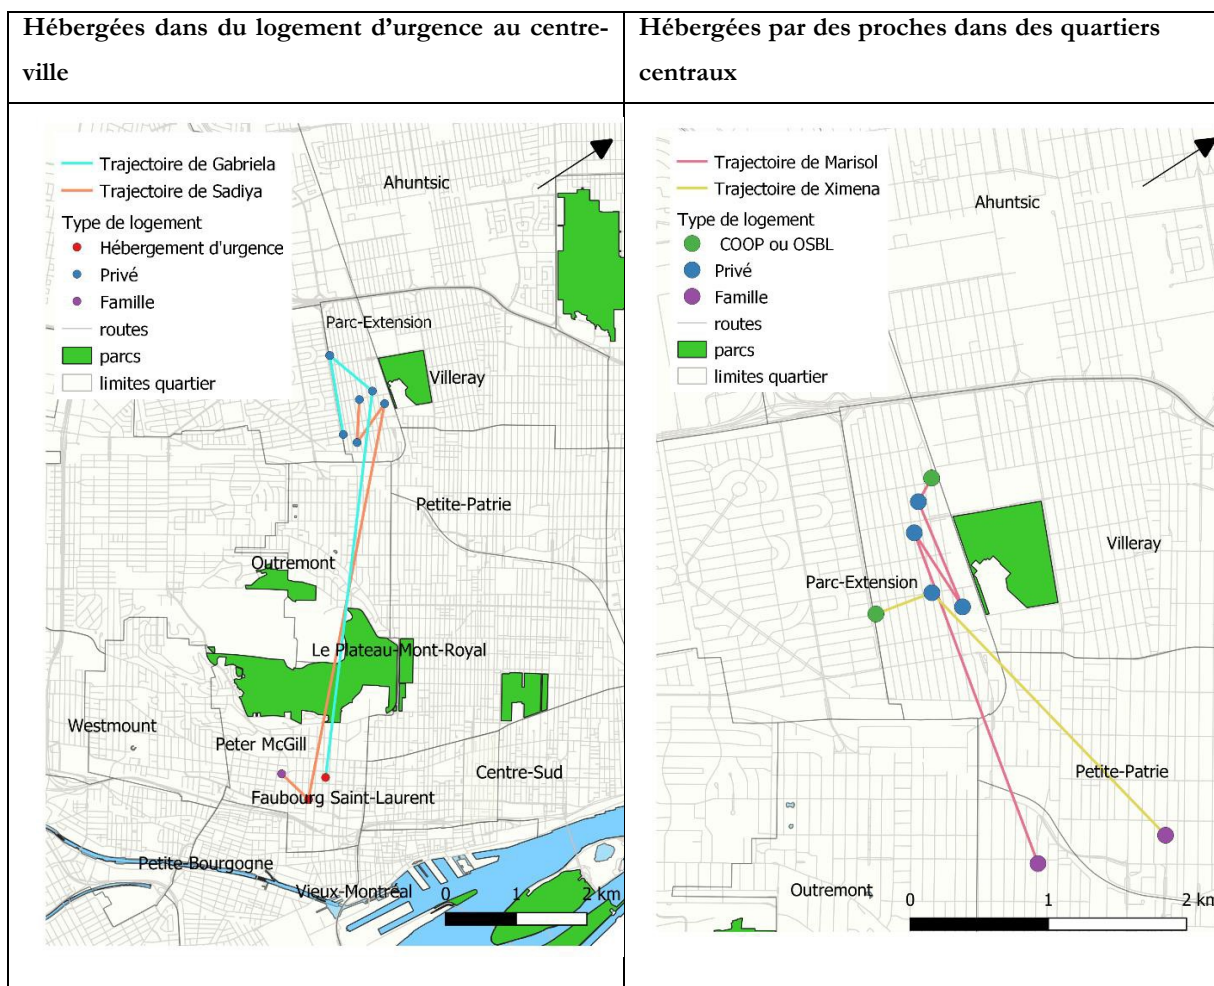 Hébergées dans du logement d'urgence au centre-
ville
Hébergées par des proches dans des quartiers
centraux
Trajectoire de Gabriela
Trajectoire de Sadiya
Type de logement
Hébergement d'urgence
Privé
Famille
routes
parcs
limites quartier
Ahuntsic
Parc-Extension
Villeray
Petite-Patrie
Outremont
Le Plateau-Mont-Royal
Westmount
Peter McGill
Centre-Sud
Faubourg Saint-Laurent
Petite-Bourgogne
Vieux-Montréal
0 1 2 km
Trajectoire de Marisol
Trajectoire de Ximena
Type de logement
COOP ou OSBL
Privé
Famille
routes
parcs
limites quartier
Ahuntsic
Villeray
Parc-Extension
Petite-Patrie
Outremont
0 1 2 km